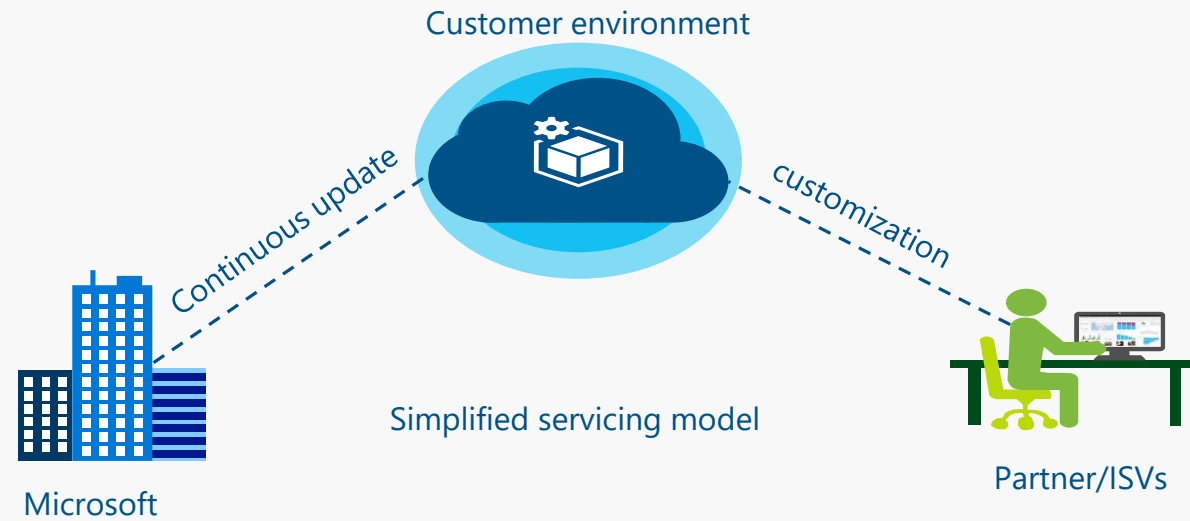 Customer environment
Continuous update
customization
Simplified servicing model
Partner/ISVs
Microsoft